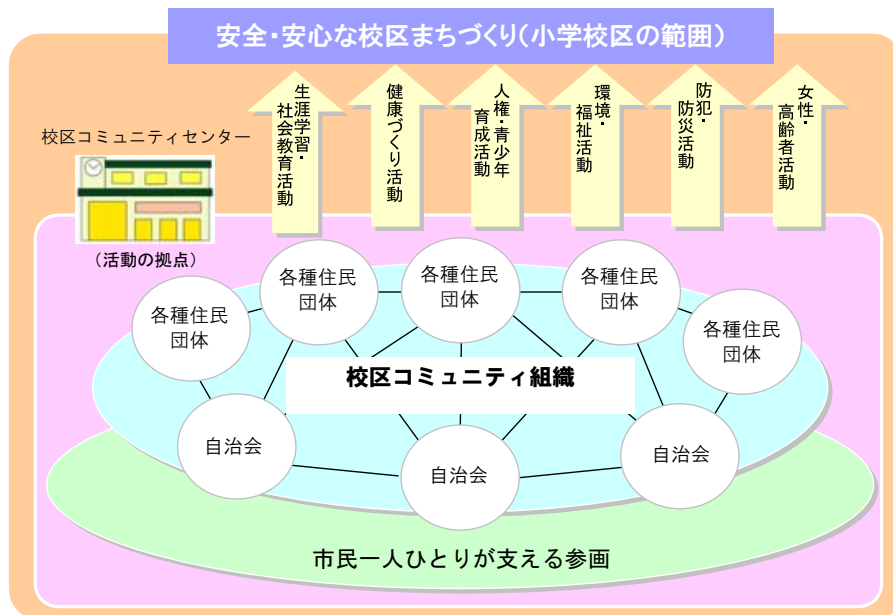 安全・安心な校区まちづくり(小学校区の範囲)
生涯学習・
社会教育活動
健康づくり活動
人権・青少年
育成活動
環境・
福祉活動
防犯・
防災活動
女性・
高齢者活動
校区コミュニティセンター
(活動の拠点)
各種住民
団体
各種住民
団体
各種住民
団体
各種住民
団体
各種住民
団体
校区コミュニティ組織
自治会
自治会
自治会
市民一人ひとりが支える参画